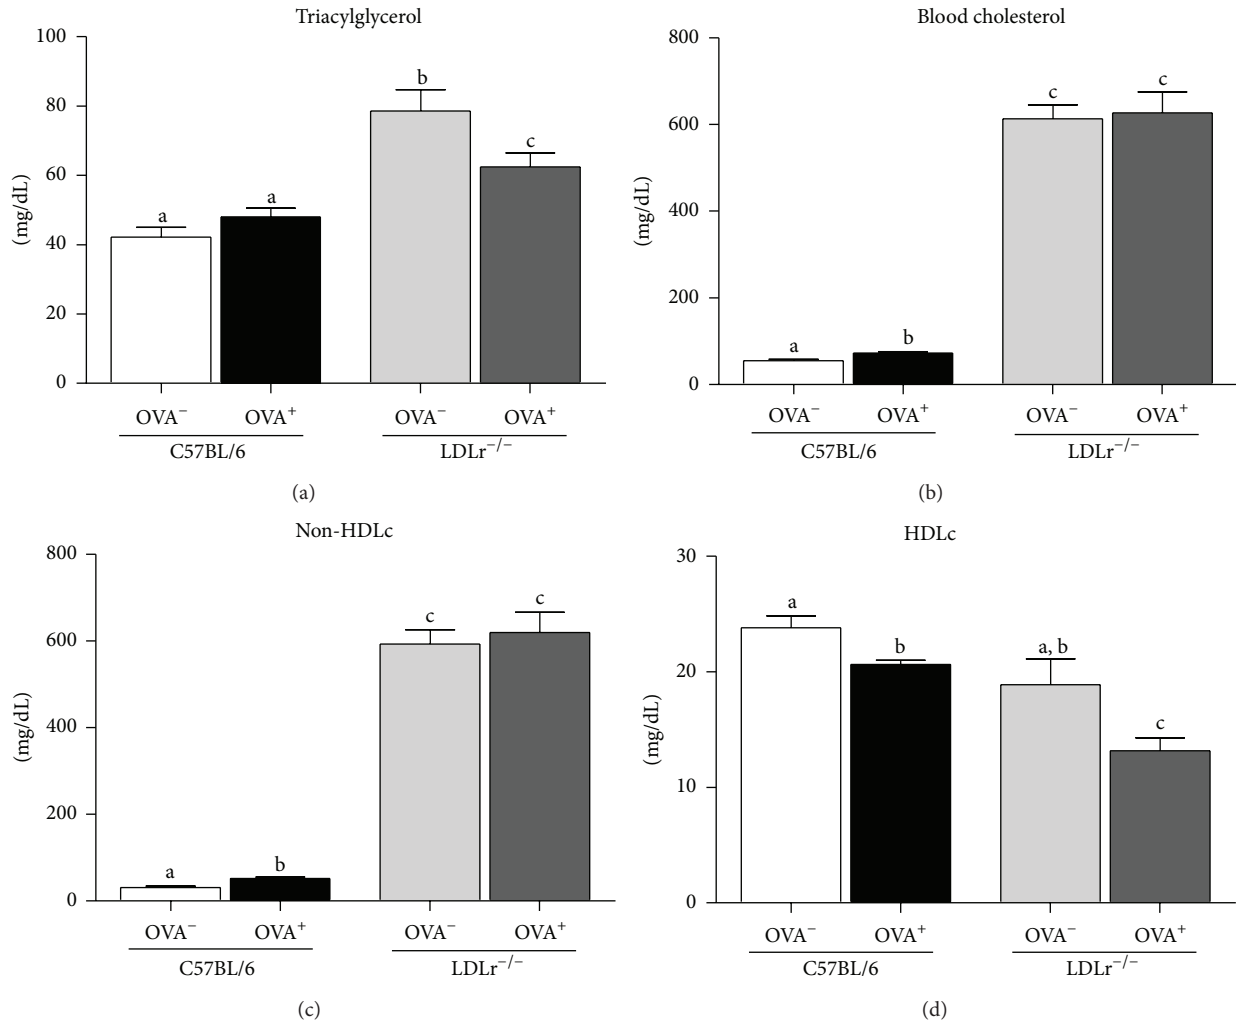 Triacylglycerol
100
80
60
40
20
0
(mg/dL)
a
a
b
c
OVA⁻ OVA⁺ OVA⁻ OVA⁺
C57BL/6 LDLr⁻/⁻
(a)
Blood cholesterol
800
600
400
200
0
(mg/dL)
a
b
c
c
OVA⁻ OVA⁺ OVA⁻ OVA⁺
C57BL/6 LDLr⁻/⁻
(b)
Non-HDLc
800
600
400
200
0
(mg/dL)
a
b
c
c
OVA⁻ OVA⁺ OVA⁻ OVA⁺
C57BL/6 LDLr⁻/⁻
(c)
HDLc
30
20
10
0
(mg/dL)
a
b
a, b
c
OVA⁻ OVA⁺ OVA⁻ OVA⁺
C57BL/6 LDLr⁻/⁻
(d)